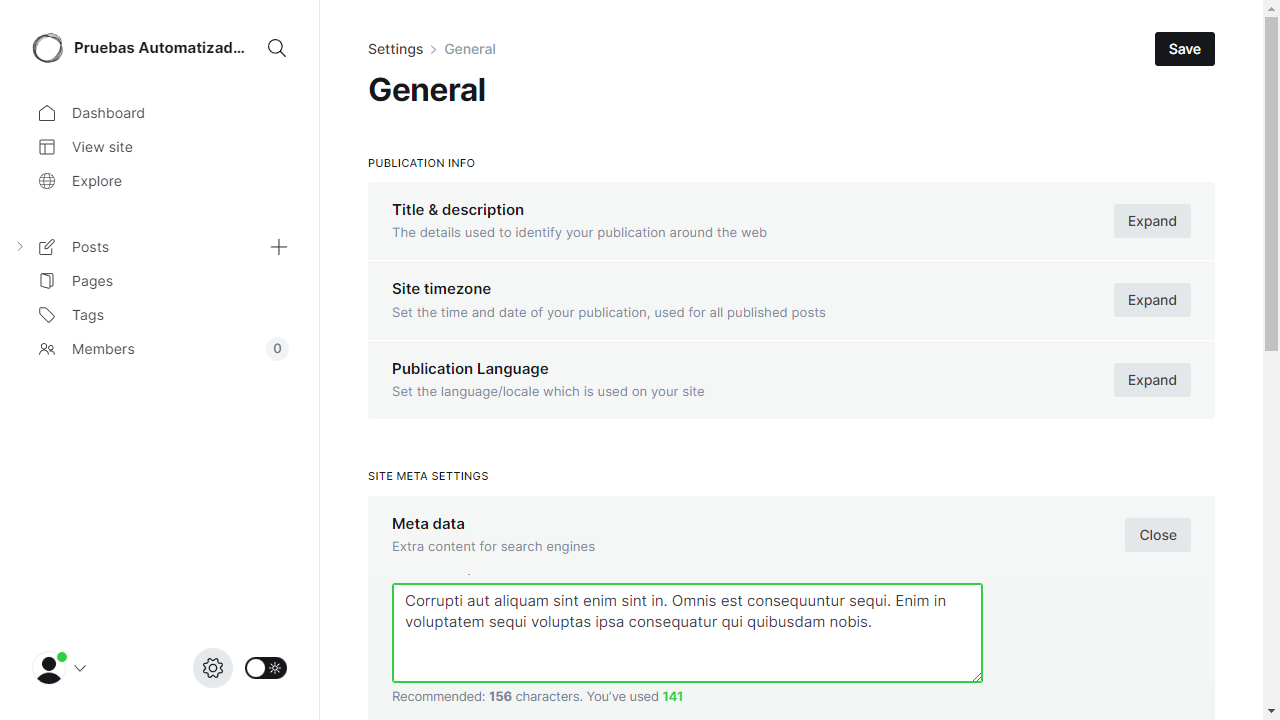 Pruebas Automatizad...
Dashboard
View site
Explore
Posts
Pages
Tags
Members
0
Settings
General
Save
General
PUBLICATION INFO
Title & description
The details used to identify your publication around the web
Expand
Site timezone
Set the time and date of your publication, used for all published posts
Expand
Publication Language
Set the language/locale which is used on your site
Expand
SITE META SETTINGS
Meta data
Extra content for search engines
Close
Corrupti aut aliquam sint enim sint in. Omnis est consequuntur sequi. Enim in
voluptatem sequi voluptas ipsa consequatur qui quibusdam nobis.
Recommended: 156 characters. You’ve used 141